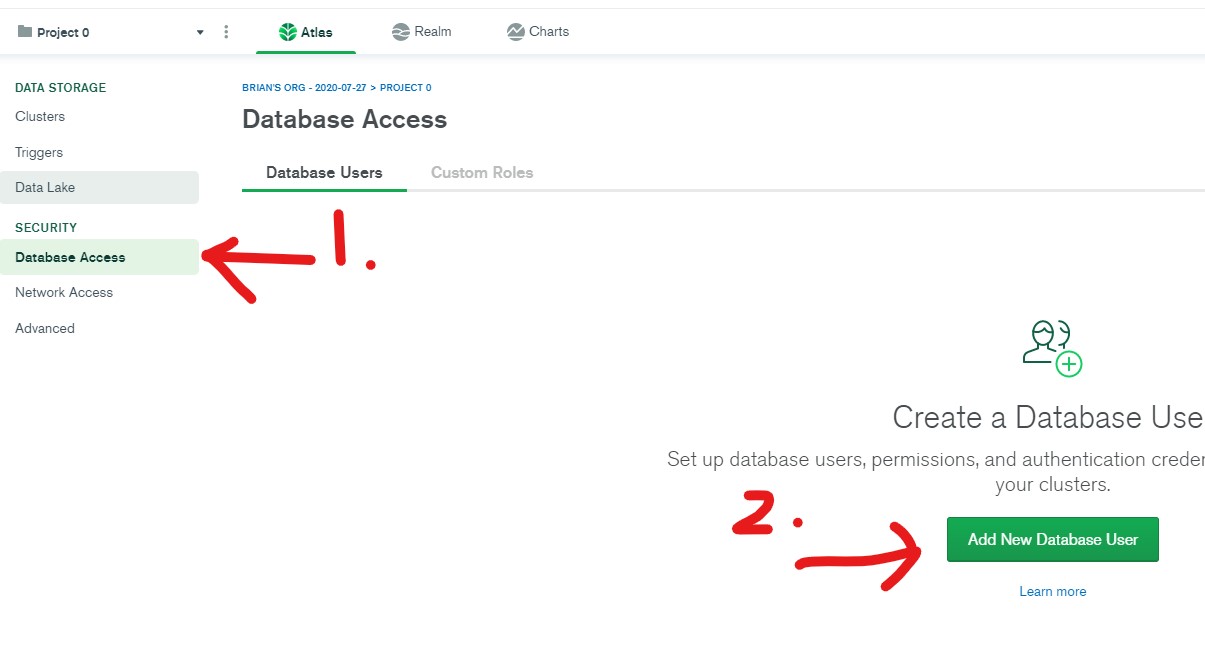 Project 0
Atlas
Realm
Charts
DATA STORAGE
Clusters
Triggers
Data Lake
SECURITY
Database Access
Network Access
Advanced
BRIAN'S ORG - 2020-07-27 > PROJECT 0
Database Access
Database Users
Custom Roles
1.
Create a Database Use
Set up database users, permissions, and authentication creder
your clusters.
2.
Add New Database User
Learn more